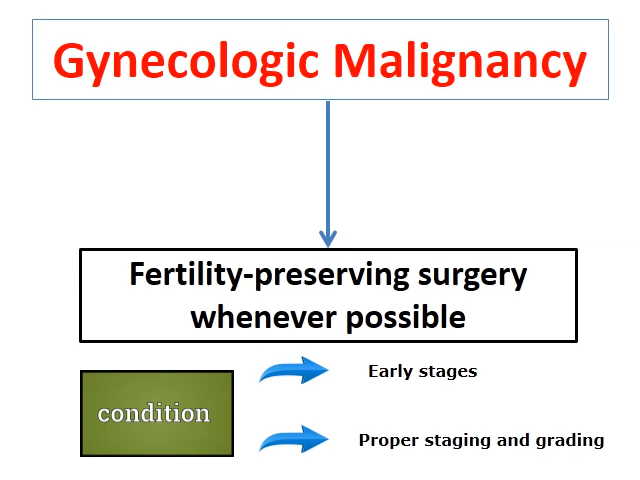 Gynecologic Malignancy
Fertility-preserving surgery
whenever possible
condition
Early stages
Proper staging and grading